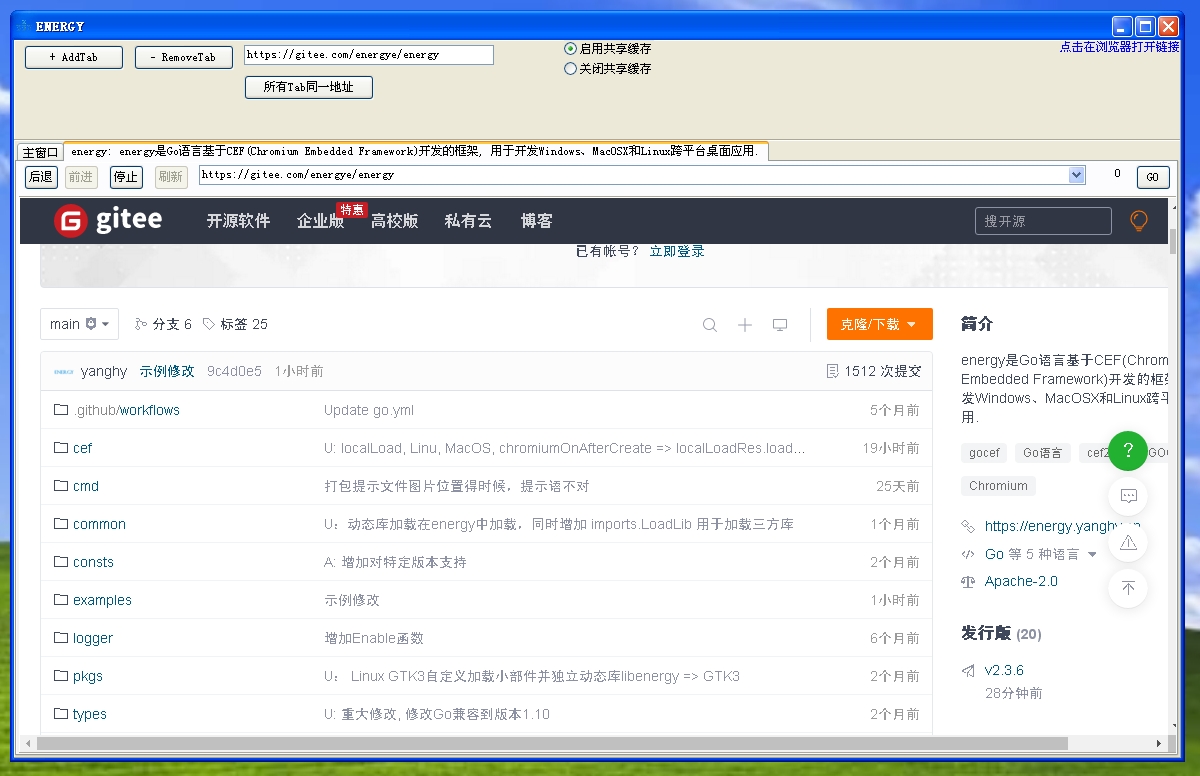 ENERGY
+ AddTab
- RemoveTab
https://gitee.com/energye/energy
启用共享缓存
点击在浏览器打开链接
关闭共享缓存
所有Tab同一地址
主窗口
energy: energy是Go语言基于CEF(Chromium Embedded Framework)开发的框架, 用于开发Windows、MacOSX和Linux跨平台桌面应用.
后退
前进
停止
刷新
https://gitee.com/energye/energy
0
GO
gitee
开源软件
企业版
特惠
高校版
私有云
博客
搜开源
已有帐号? 立即登录
main
分支 6
标签 25
克隆/下载
简介
energy是Go语言基于CEF(Chrom
Embedded Framework)开发的框架
发Windows、MacOSX和Linux跨平
用.
yanghy 示例修改 9c4d0e5 1小时前
1512 次提交
.github/workflows Update go.yml 5个月前
cef U: localLoad, Linu, MacOS, chromiumOnAfterCreate => localLoadRes.load... 19小时前
gocef
Go语言
cef2
GO
?
cmd 打包提示文件图片位置得时候，提示语不对 25天前
Chromium
common U：动态库加载在energy中加载，同时增加 imports.LoadLib 用于加载三方库 1个月前
https://energy.yanghy.cn
consts A: 增加对特定版本支持 2个月前
Go 等 5 种语言
examples 示例修改 1小时前
Apache-2.0
logger 增加Enable函数 6个月前
发行版 (20)
pkgs U： Linux GTK3自定义加载小部件并独立动态库libenergy => GTK3 2个月前
v2.3.6
28分钟前
types U: 重大修改, 修改Go兼容到版本1.10 2个月前